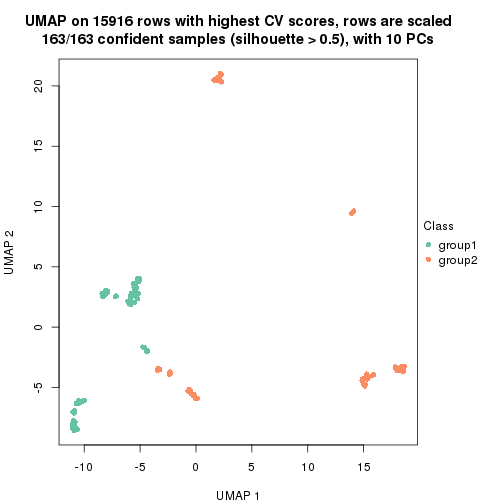 UMAP on 15916 rows with highest CV scores, rows are scaled
163/163 confident samples (silhouette > 0.5), with 10 PCs
20
15
10
5
0
-5
UMAP 2
-10
-5
0
5
10
15
UMAP 1
Class
group1
group2